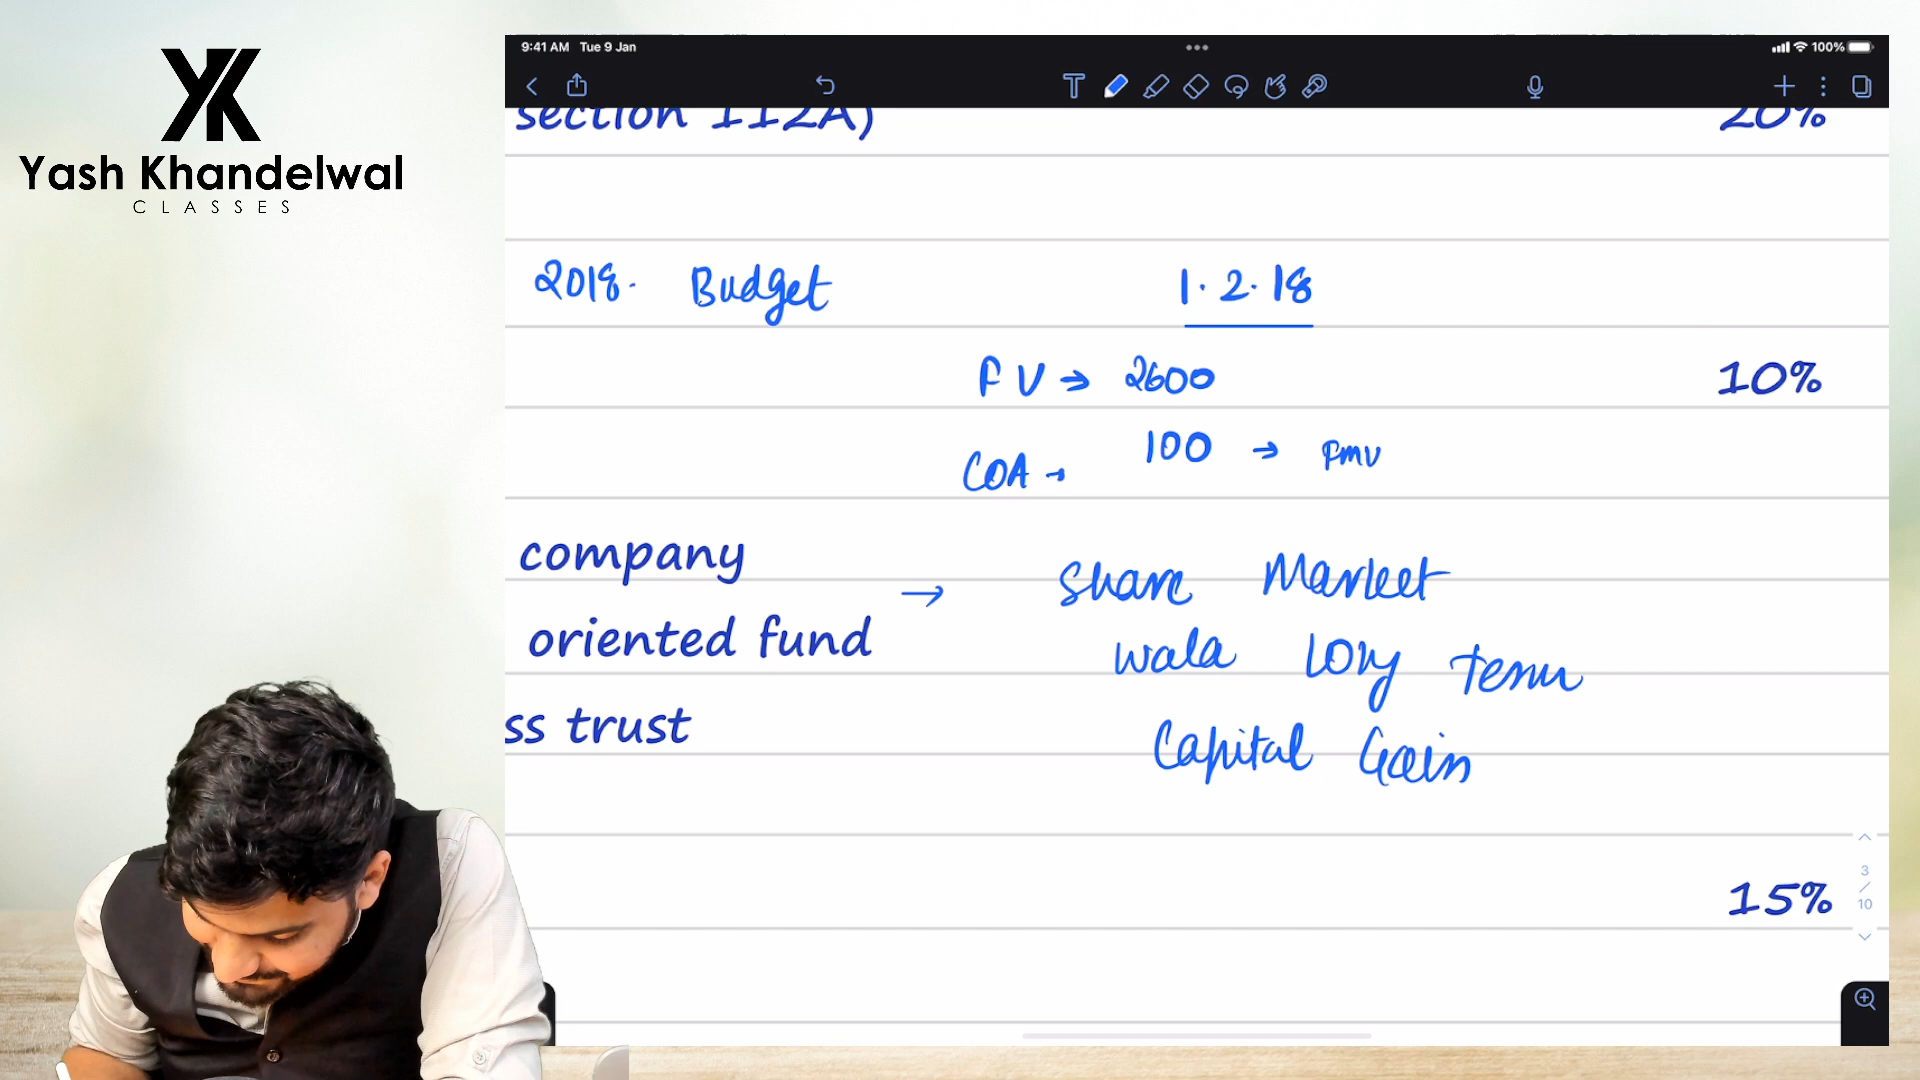 Yash Khandelwal
CLASSES
9:41 AM Tue 9 Jan
100%
section 112A) 20%
2018. Budget 1.2.18
FV → 2600 10%
COA → 100 → FMV
company
oriented fund → Share Market
wala Long Term
ss trust
Capital Gain
15%
3
/
10